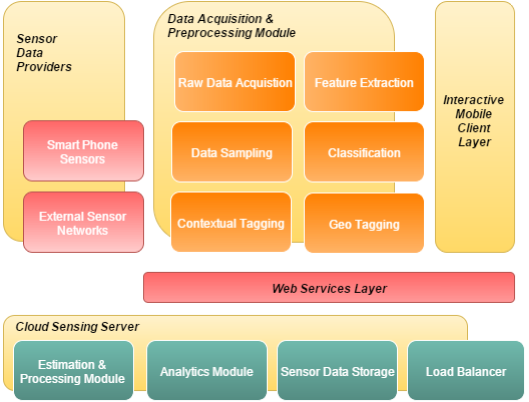 Sensor
Data
Providers
Smart Phone
Sensors
External Sensor
Networks
Data Acquisition &
Preprocessing Module
Raw Data Acquistion
Feature Extraction
Data Sampling
Classification
Contextual Tagging
Geo Tagging
Interactive
Mobile
Client
Layer
Web Services Layer
Cloud Sensing Server
Estimation &
Processing Module
Analytics Module
Sensor Data Storage
Load Balancer